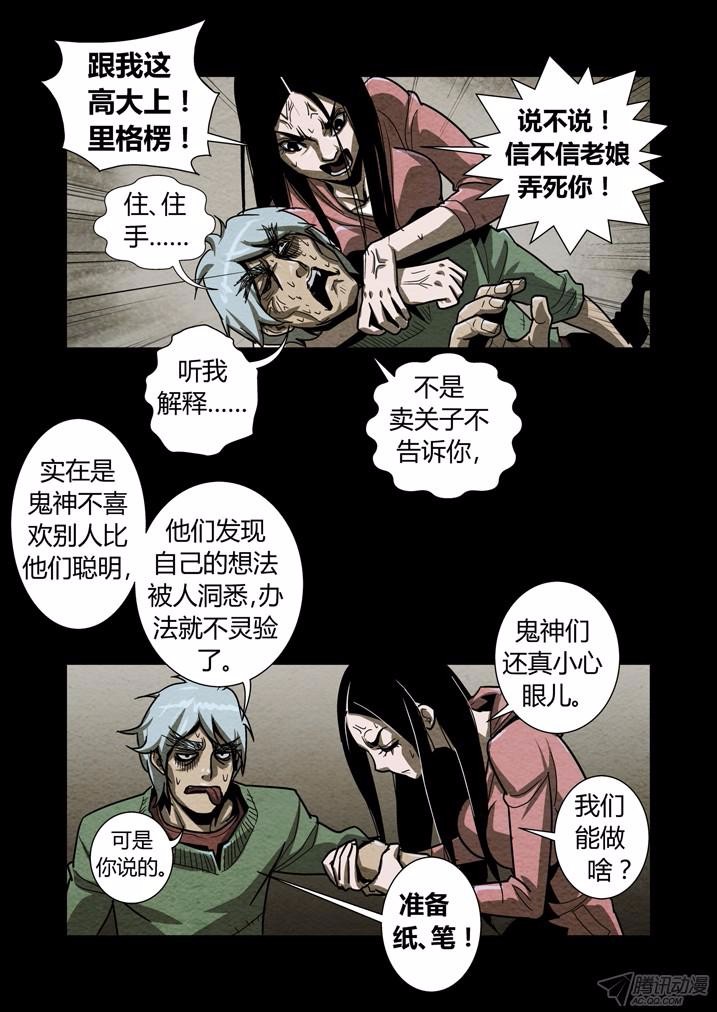 跟我这
高大上！
里格楞！
说不说！
信不信老娘
弄死你！
住、住
手……
听我
解释……
不是
卖关子不
告诉你，
实在是
鬼神不喜
欢别人比
他们聪明，
他们发现
自己的想法
被人洞悉，办
法就不灵验
了。
鬼神们
还真小心
眼儿。
可是
你说的。
我们
能做
啥？
准备
纸、笔！
腾讯动漫